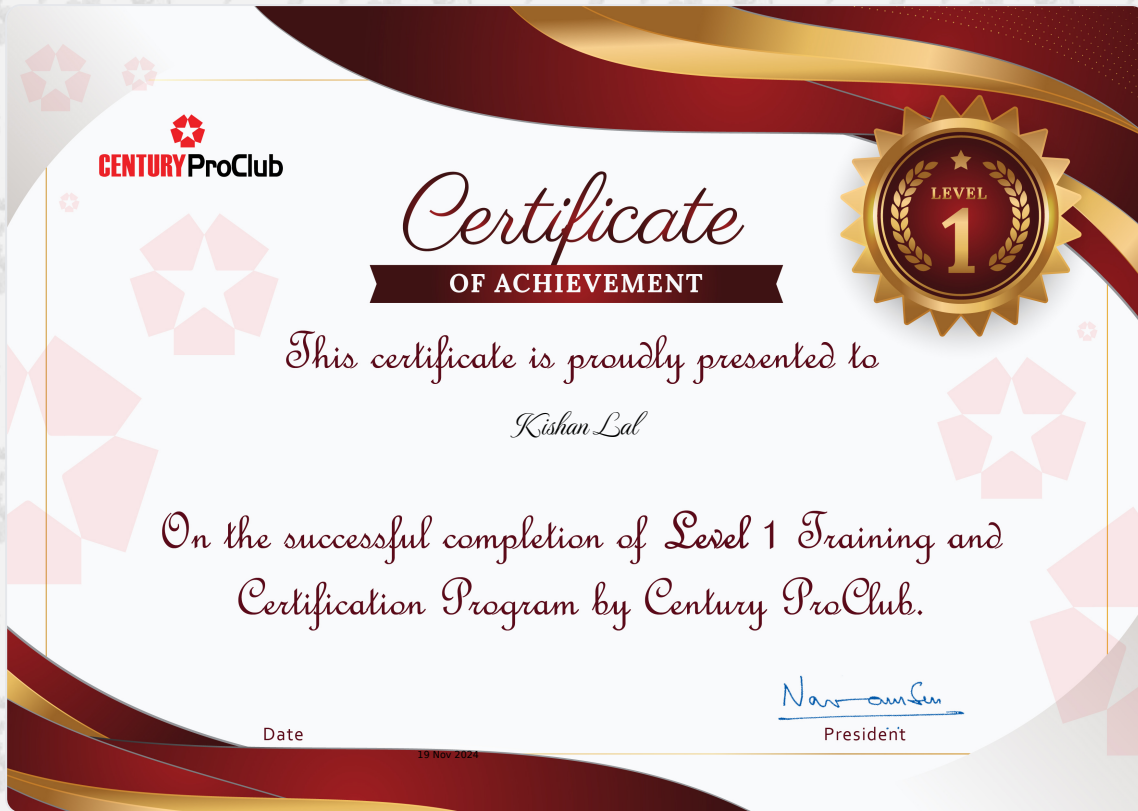 CENTURY ProClub
LEVEL
1
Certificate
OF ACHIEVEMENT
This certificate is proudly presented to
Kishan Lal
On the successful completion of Level 1 Training and
Certification Program by Century ProClub.
Date
President
19 Nov 2024